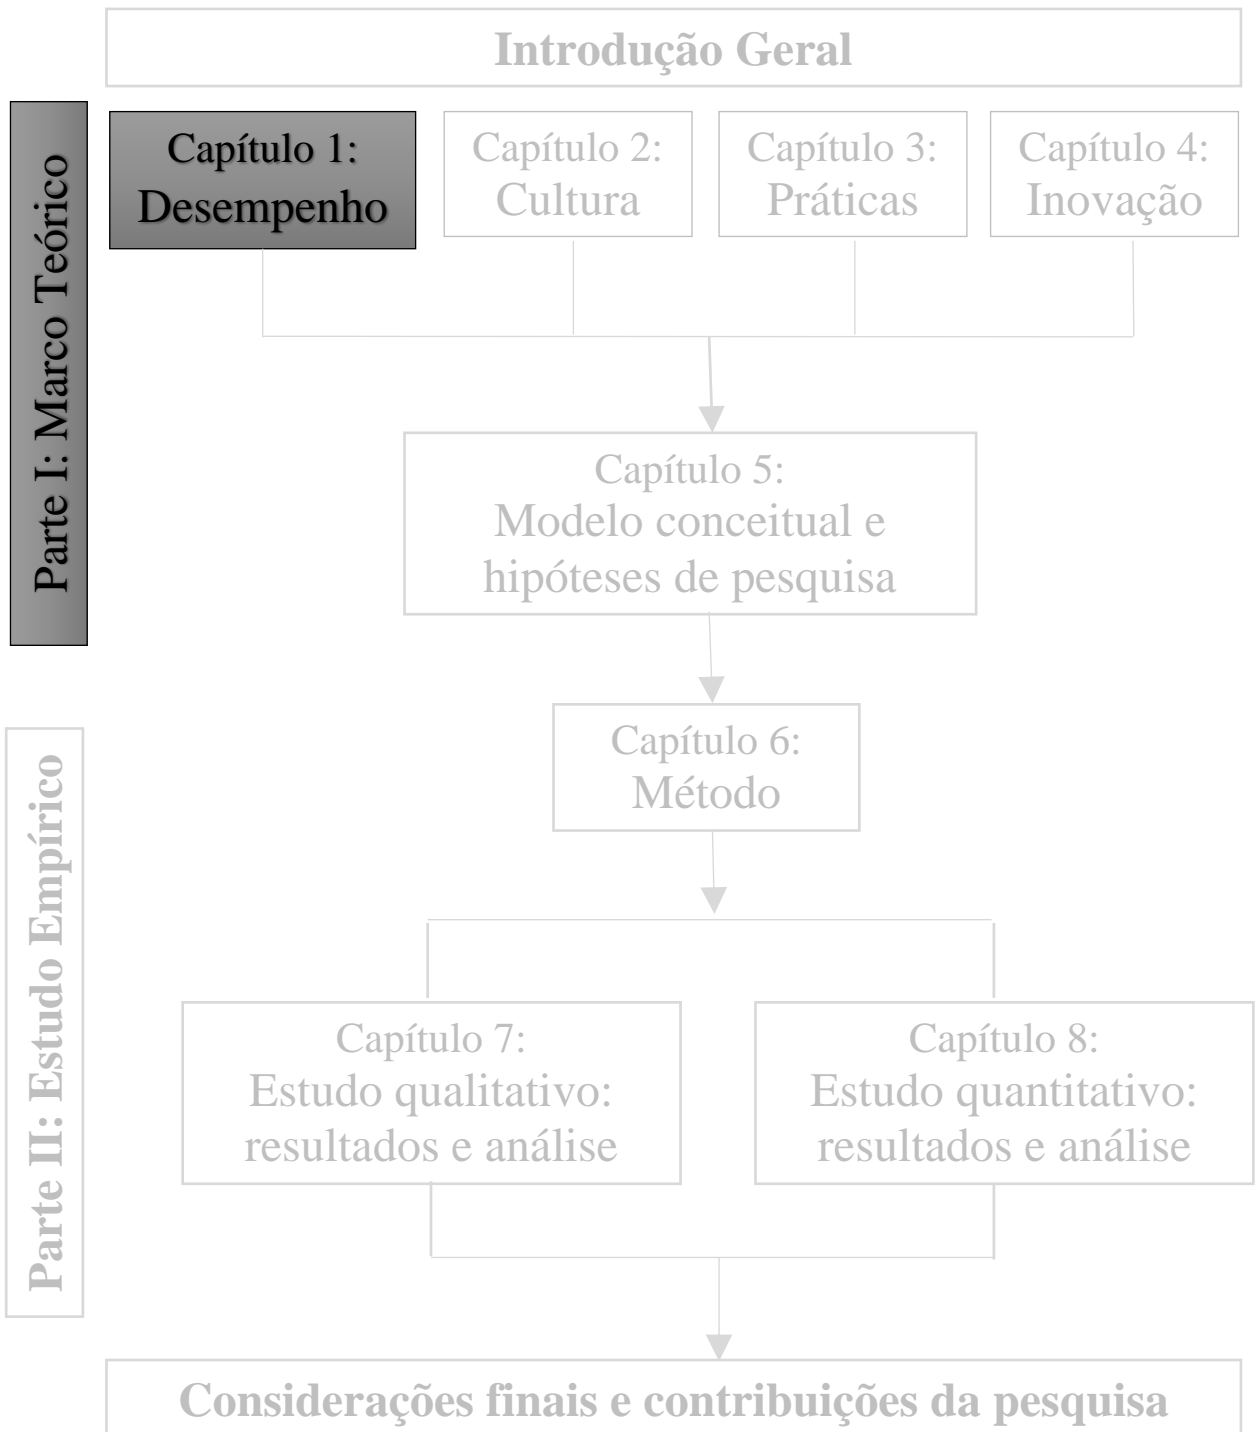 Introdução Geral
Parte I: Marco Teórico
Capítulo 1:
Desempenho
Capítulo 2:
Cultura
Capítulo 3:
Práticas
Capítulo 4:
Inovação
Capítulo 5:
Modelo conceitual e
hipóteses de pesquisa
Parte II: Estudo Empírico
Capítulo 6:
Método
Capítulo 7:
Estudo qualitativo:
resultados e análise
Capítulo 8:
Estudo quantitativo:
resultados e análise
Considerações finais e contribuições da pesquisa